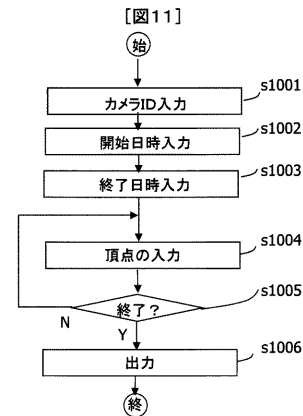 [図11]
始
s1001
カメラID入力
s1002
開始日時入力
s1003
終了日時入力
s1004
頂点の入力
s1005
終了?
N
Y
s1006
出力
終